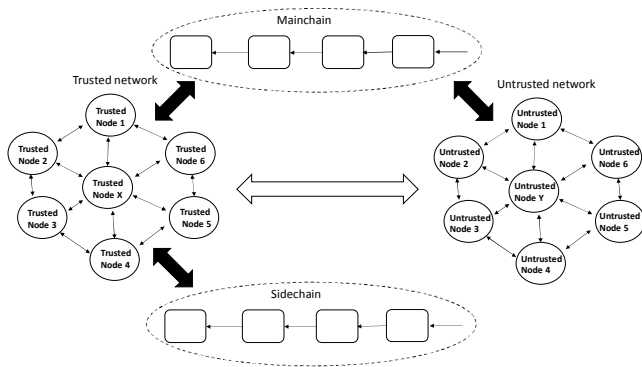 Mainchain
Trusted network
Untrusted network
Trusted
Node 1
Trusted
Node 2
Trusted
Node 6
Trusted
Node X
Trusted
Node 3
Trusted
Node 5
Trusted
Node 4
Untrusted
Node 1
Untrusted
Node 2
Untrusted
Node 6
Untrusted
Node Y
Untrusted
Node 3
Untrusted
Node 5
Untrusted
Node 4
Sidechain